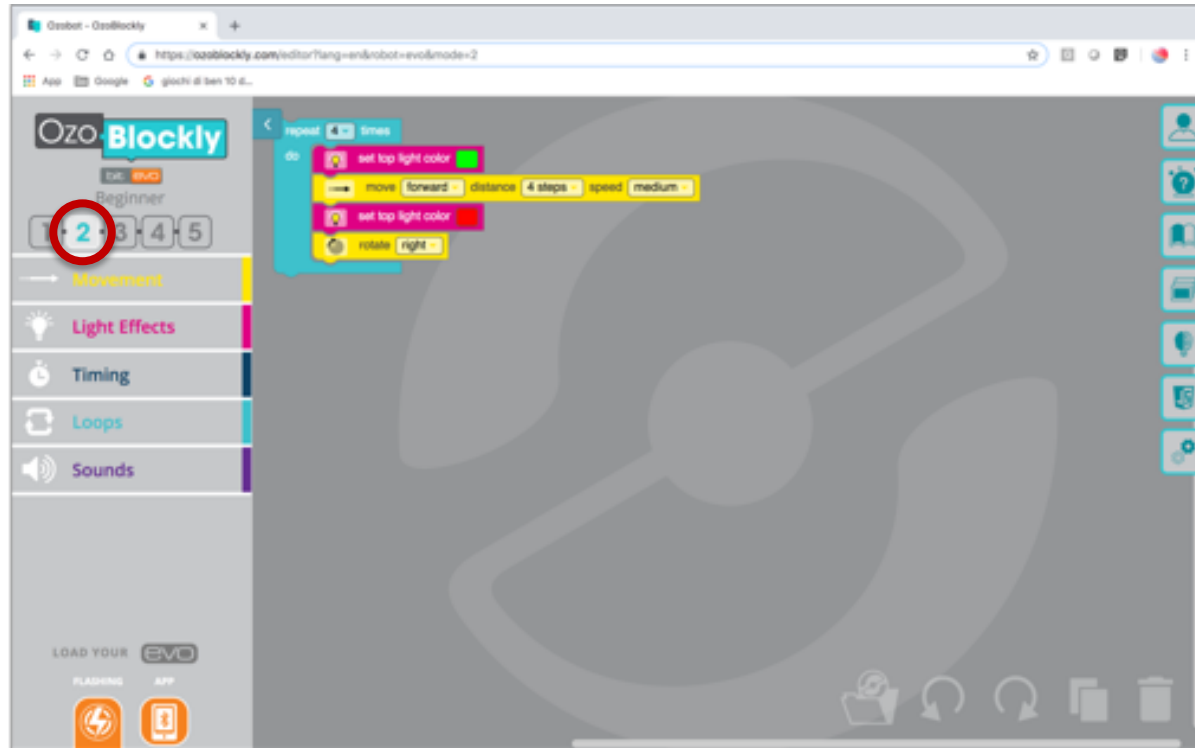 Ozobot - OzoBlockly × +
https://ozoblockly.com/editor?lang=en&robot=evo&mode=2
App Google giochi di ben 10 d...
OZO Blockly
bit evo
Beginner
1 2 3 4 5
Movement
Light Effects
Timing
Loops
Sounds
LOAD YOUR evo
FLASHING APP
repeat 4 times
do set top light color
move forward distance 4 steps speed medium
set top light color
rotate right